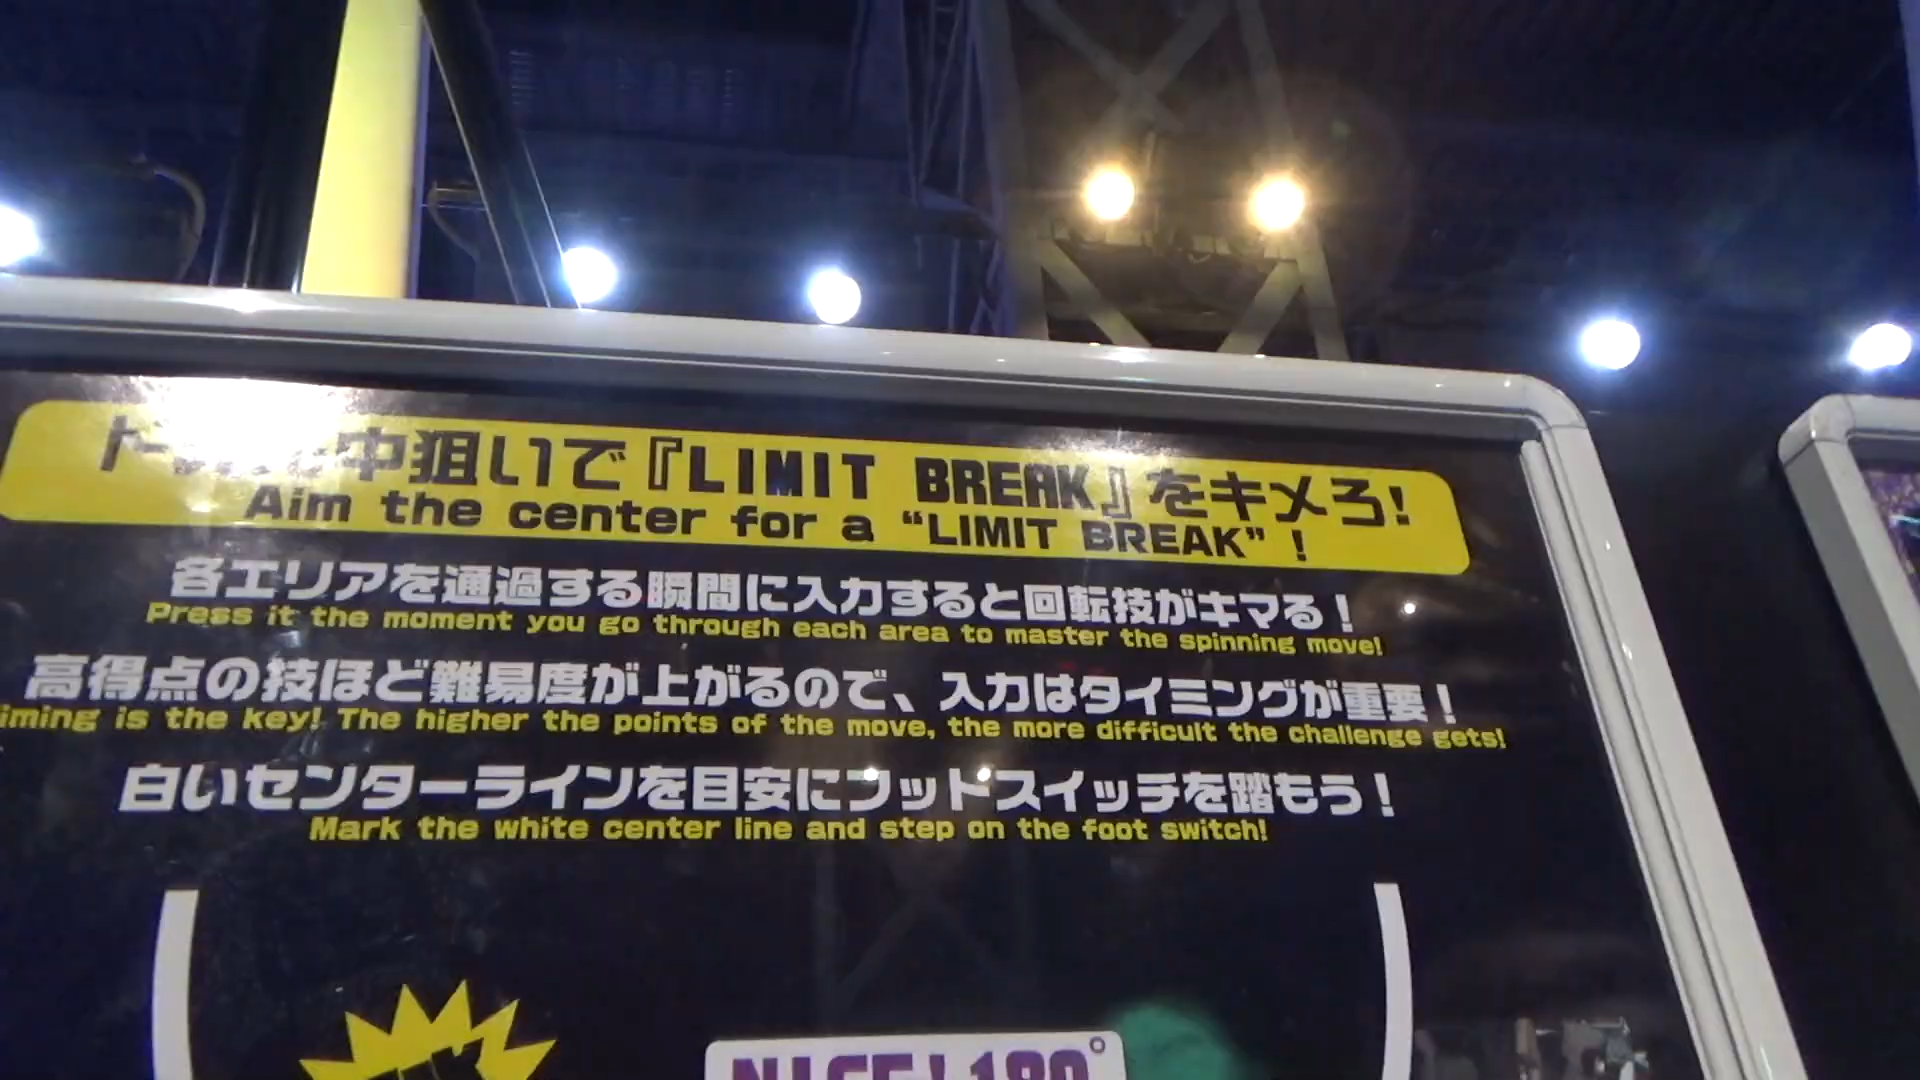 中狙いで『LIMIT BREAK』をキメろ!
Aim the center for a “LIMIT BREAK” !
各エリアを通過する瞬間に入力すると回転技がキマる!
Press it the moment you go through each area to master the spinning move!
高得点の技ほど難易度が上がるので、入力はタイミングが重要!
iming is the key! The higher the points of the move, the more difficult the challenge gets!
白いセンターラインを目安にフットスイッチを踏もう!
Mark the white center line and step on the foot switch!
NICE! 180°